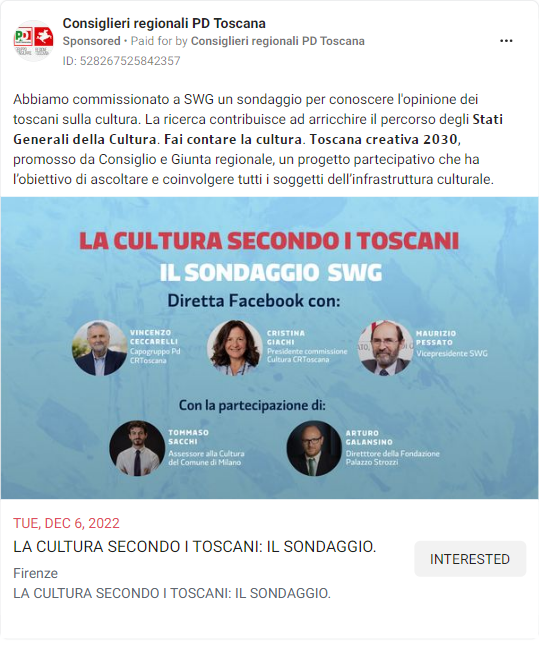 Consiglieri regionali PD Toscana
Sponsored • Paid for by Consiglieri regionali PD Toscana
ID: 528267525842357
Abbiamo commissionato a SWG un sondaggio per conoscere l'opinione dei
toscani sulla cultura. La ricerca contribuisce ad arricchire il percorso degli Stati
Generali della Cultura. Fai contare la cultura. Toscana creativa 2030,
promosso da Consiglio e Giunta regionale, un progetto partecipativo che ha
l'obiettivo di ascoltare e coinvolgere tutti i soggetti dell'infrastruttura culturale.
LA CULTURA SECONDO I TOSCANI
IL SONDAGGIO SWG
Diretta Facebook con:
VINCENZO
CECCARELLI
Capogruppo Pd
CRToscana
CRISTINA
GIACHI
Presidente commissione
Cultura CRToscana
MAURIZIO
PESSATO
Vicepresidente SWG
Con la partecipazione di:
TOMMASO
SACCHI
Assessore alla Cultura
del Comune di Milano
ARTURO
GALANSINO
Direttore della Fondazione
Palazzo Strozzi
TUE, DEC 6, 2022
LA CULTURA SECONDO I TOSCANI: IL SONDAGGIO.
INTERESTED
Firenze
LA CULTURA SECONDO I TOSCANI: IL SONDAGGIO.